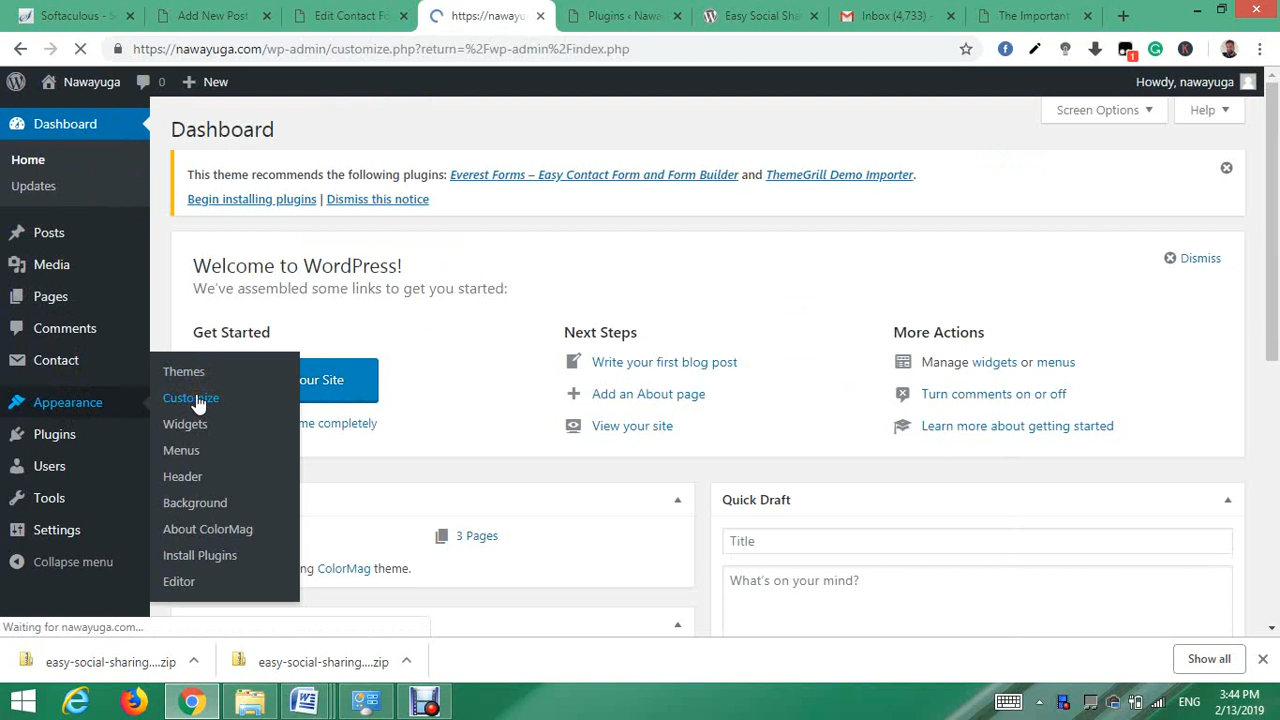 Softaculous - S
Add New Post
Edit Contact Fo
https://nawayug
Plugins ‹ Nawa
Easy Social Sha
Inbox (4,733) -
The Important
https://nawayuga.com/wp-admin/customize.php?return=%2Fwp-admin%2Findex.php
1
Nawayuga
0
New
Howdy, nawayuga
Dashboard
Home
Updates
Posts
Media
Pages
Comments
Contact
Appearance
Plugins
Users
Tools
Settings
Collapse menu
Themes
Customize
Widgets
Menus
Header
Background
About ColorMag
Install Plugins
Editor
Screen Options
Help
Dashboard
This theme recommends the following plugins: Everest Forms – Easy Contact Form and Form Builder and ThemeGrill Demo Importer.
Begin installing plugins | Dismiss this notice
Welcome to WordPress!
We've assembled some links to get you started:
Dismiss
Get Started
our Site
me completely
Next Steps
Write your first blog post
Add an About page
View your site
More Actions
Manage widgets or menus
Turn comments on or off
Learn more about getting started
3 Pages
ng ColorMag theme.
Quick Draft
Title
What's on your mind?
Waiting for nawayuga.com...
easy-social-sharing....zip
easy-social-sharing....zip
Show all
ENG
3:44 PM
2/13/2019